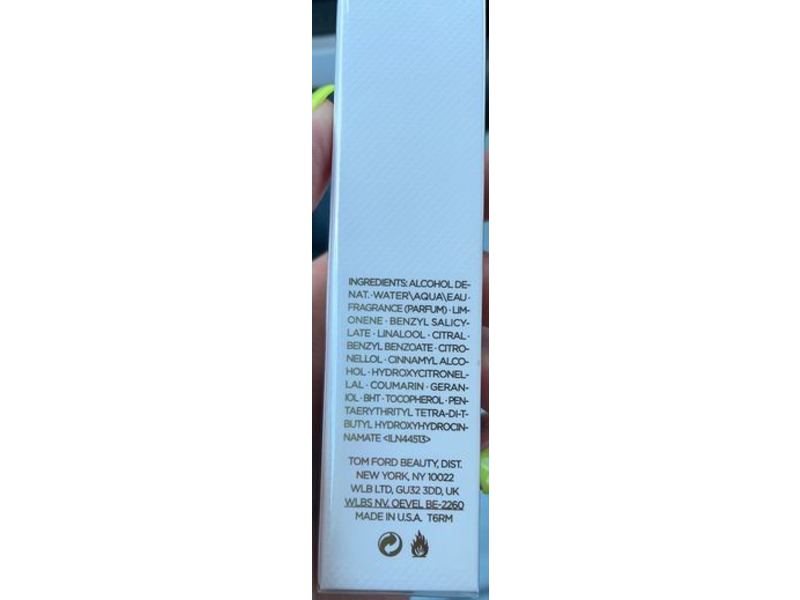 INGREDIENTS: ALCOHOL DE-
NAT. · WATER\AQUA\EAU ·
FRAGRANCE (PARFUM) · LIM-
ONENE · BENZYL SALICY-
LATE · LINALOOL · CITRAL ·
BENZYL BENZOATE · CITRO-
NELLOL · CINNAMYL ALCO-
HOL · HYDROXYCITRONEL-
LAL · COUMARIN · GERAN-
IOL · BHT · TOCOPHEROL · PEN-
TAERYTHRITYL TETRA-DI-T-
BUTYL HYDROXYHYDROCIN-
NAMATE <ILN44513>
TOM FORD BEAUTY, DIST.
NEW YORK, NY 10022
WLB LTD, GU32 3DD, UK
WLBS NV. OEVEL BE-2260
MADE IN U.S.A. T6RM